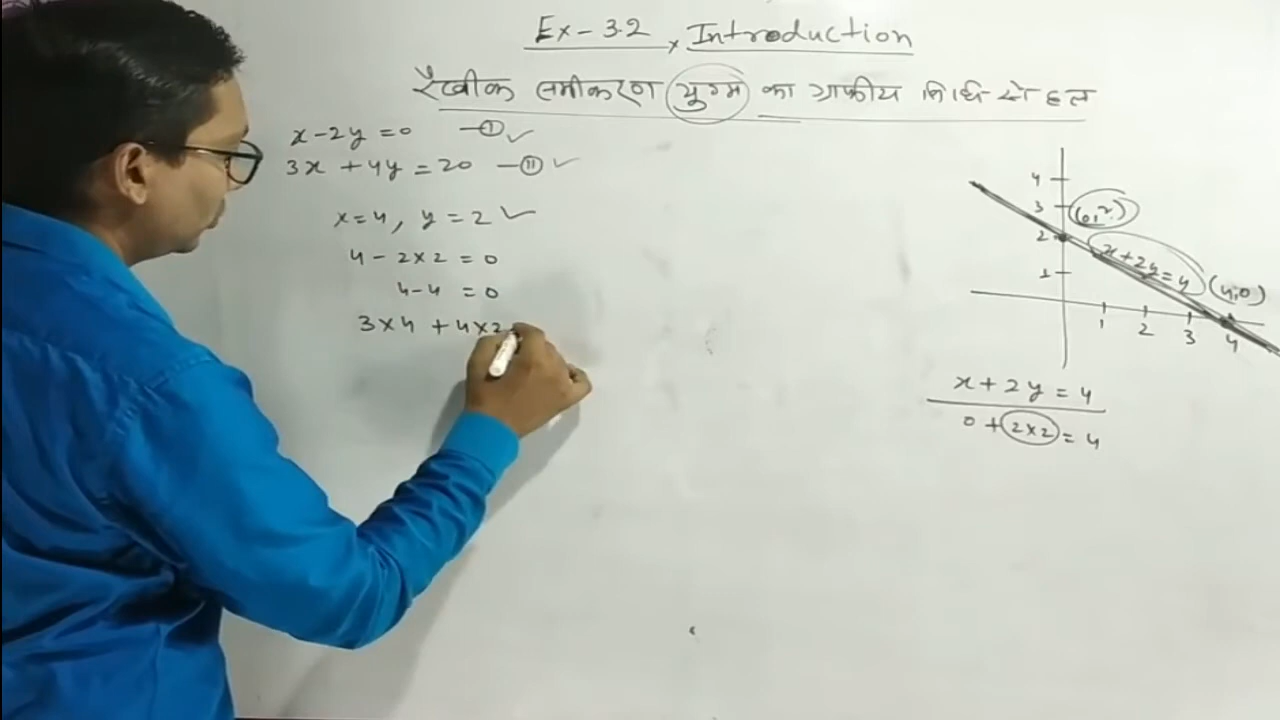 Ex - 3.2 , Introduction
रैखीक समीकरण युग्म का ग्राफीय विधि से हल
x - 2y = 0 — I ✓
3x + 4y = 20 — II ✓
x = 4 , y = 2 ✓
4 - 2×2 = 0
4-4 = 0
3×4 + 4×2
4
3
(0,2)
2
x+2y=4
(4,0)
1
1 2 3 4
x + 2y = 4
0 + 2×2 = 4